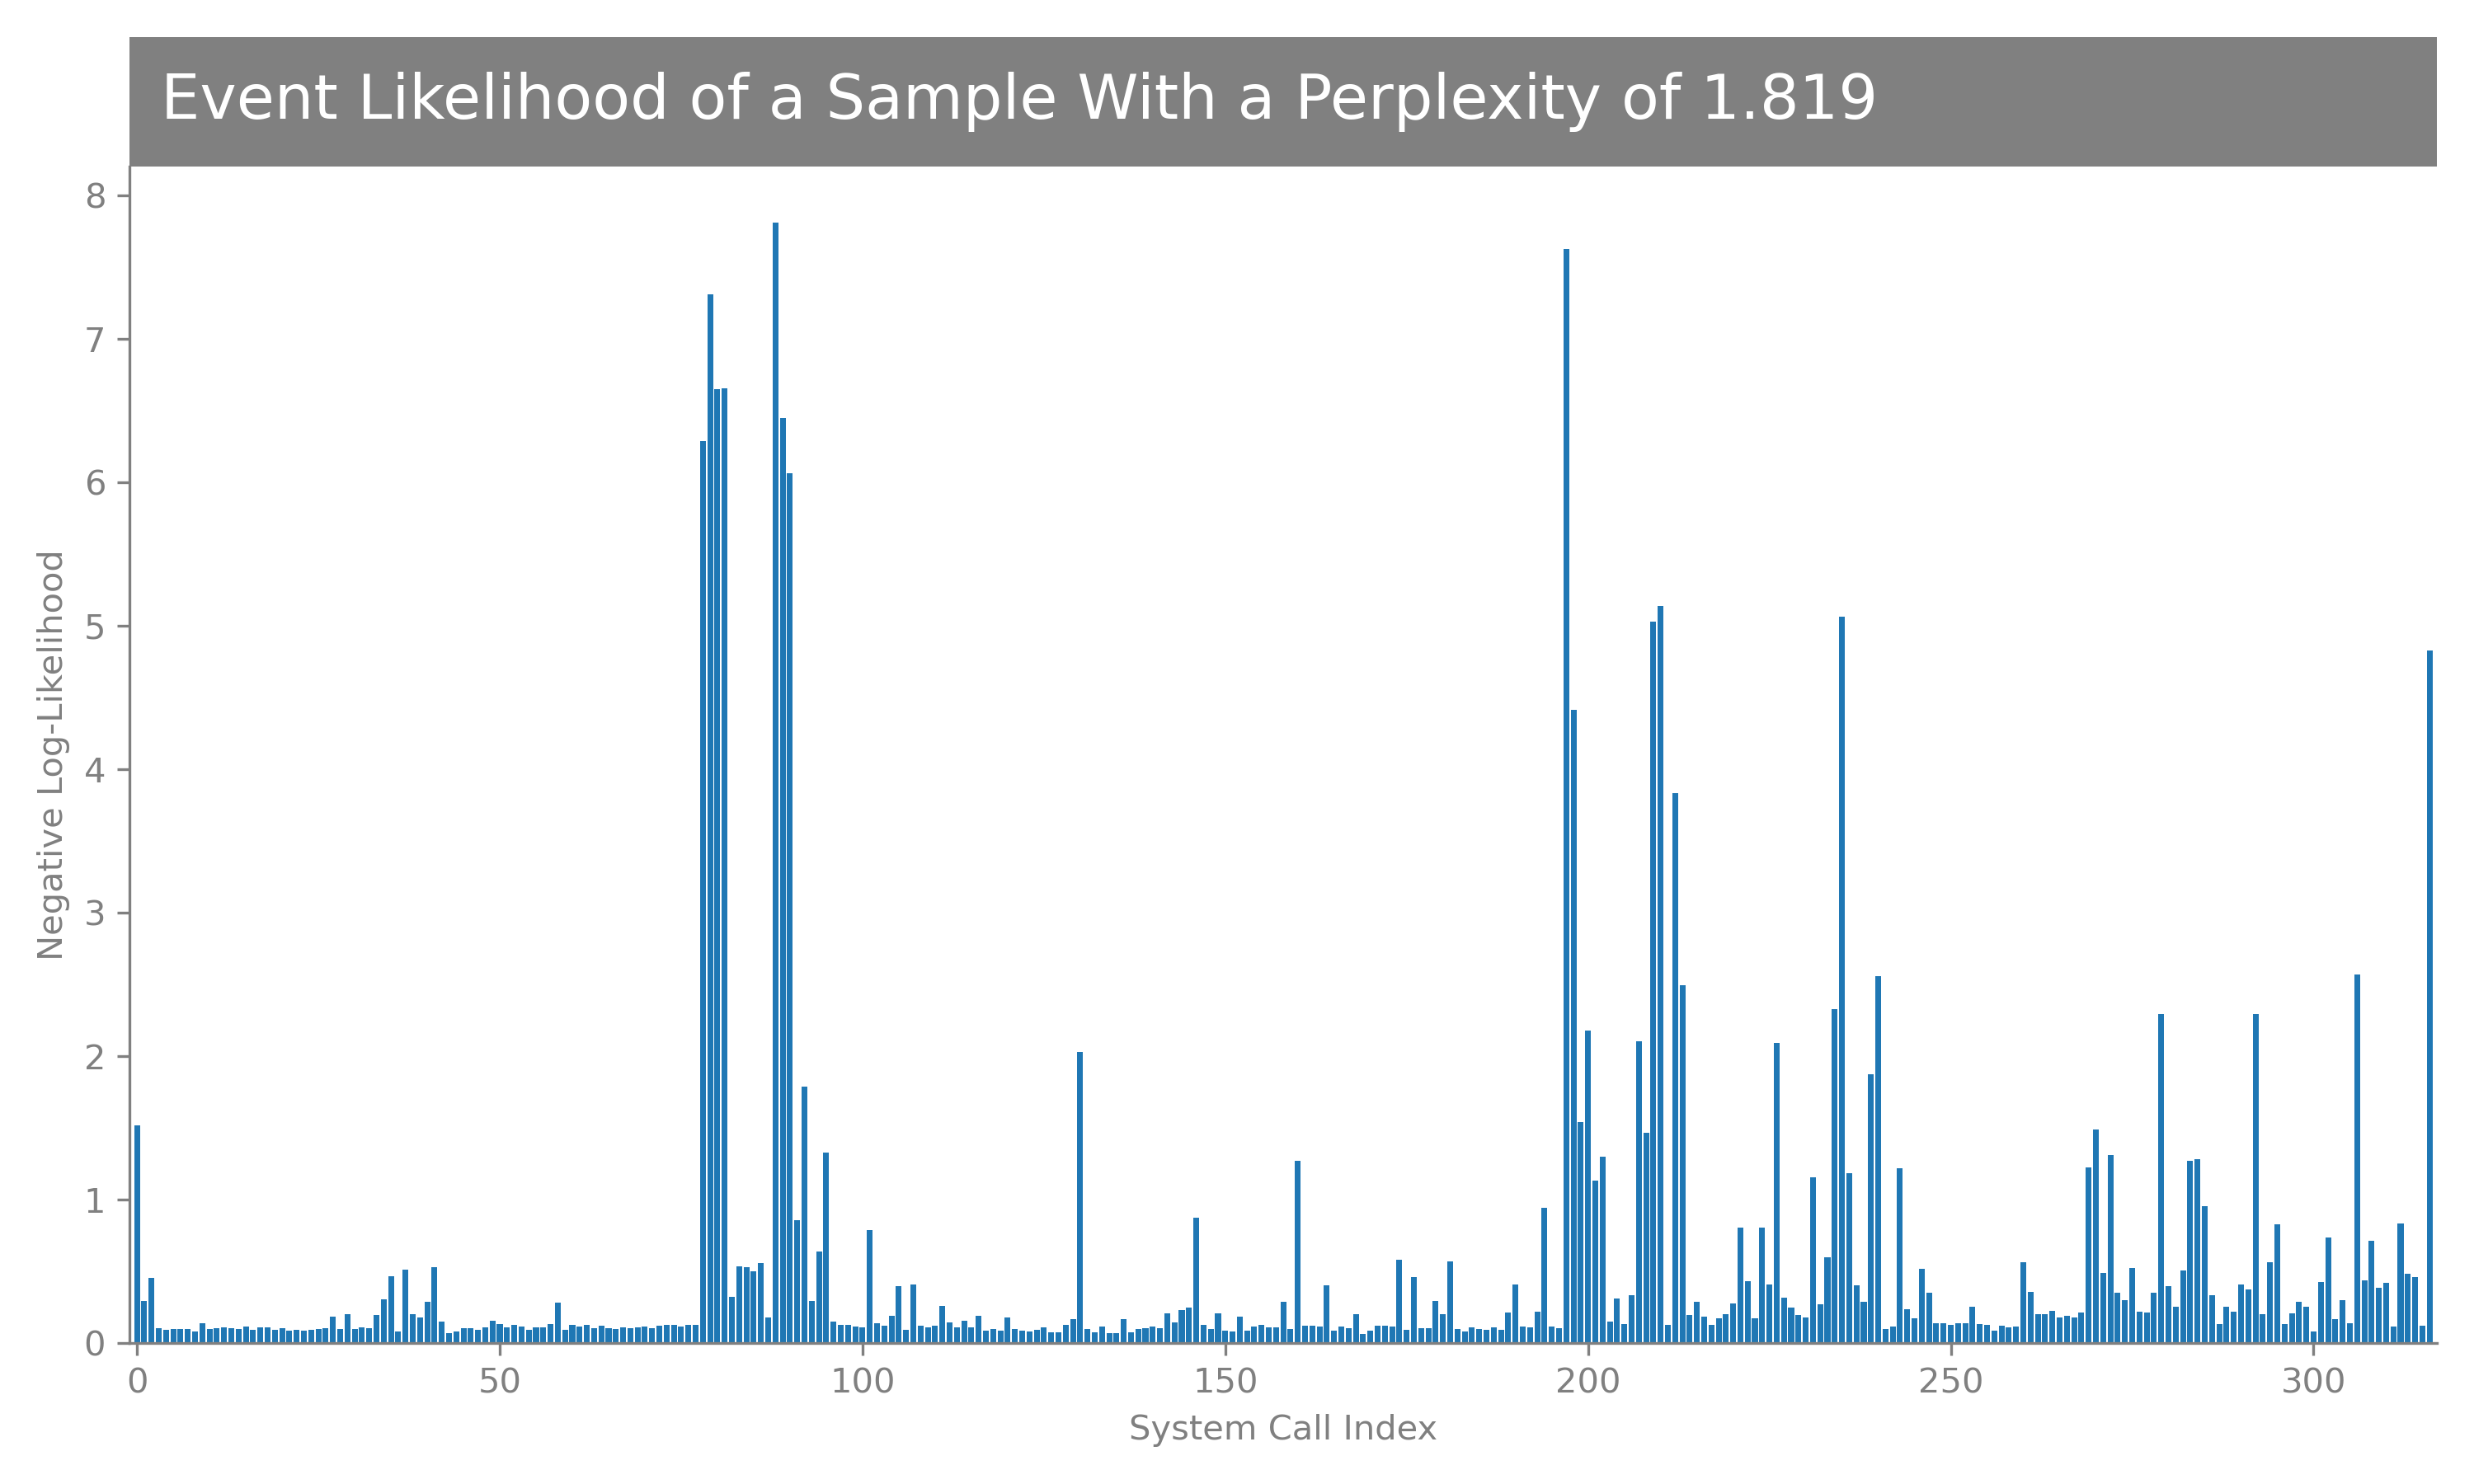 Event Likelihood of a Sample With a Perplexity of 1.819
8
7
6
5
4
3
2
1
0
Negative Log-Likelihood
0 50 100 150 200 250 300
System Call Index